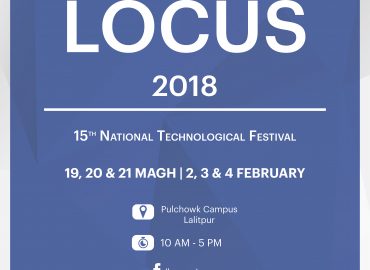 LOCUS
2018
15TH NATIONAL TECHNOLOGICAL FESTIVAL
19, 20 & 21 MAGH | 2, 3 & 4 FEBRUARY
Pulchowk Campus
Lalitpur
10 AM - 5 PM